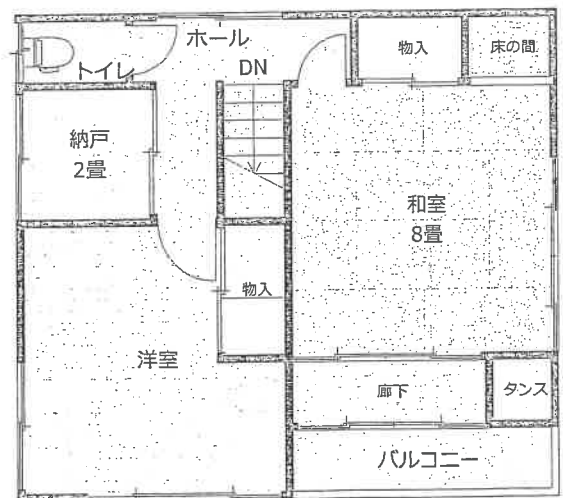 ホール
物入
床の間
トイレ
DN
納戸
2畳
和室
8畳
物入
洋室
廊下
タンス
バルコニー